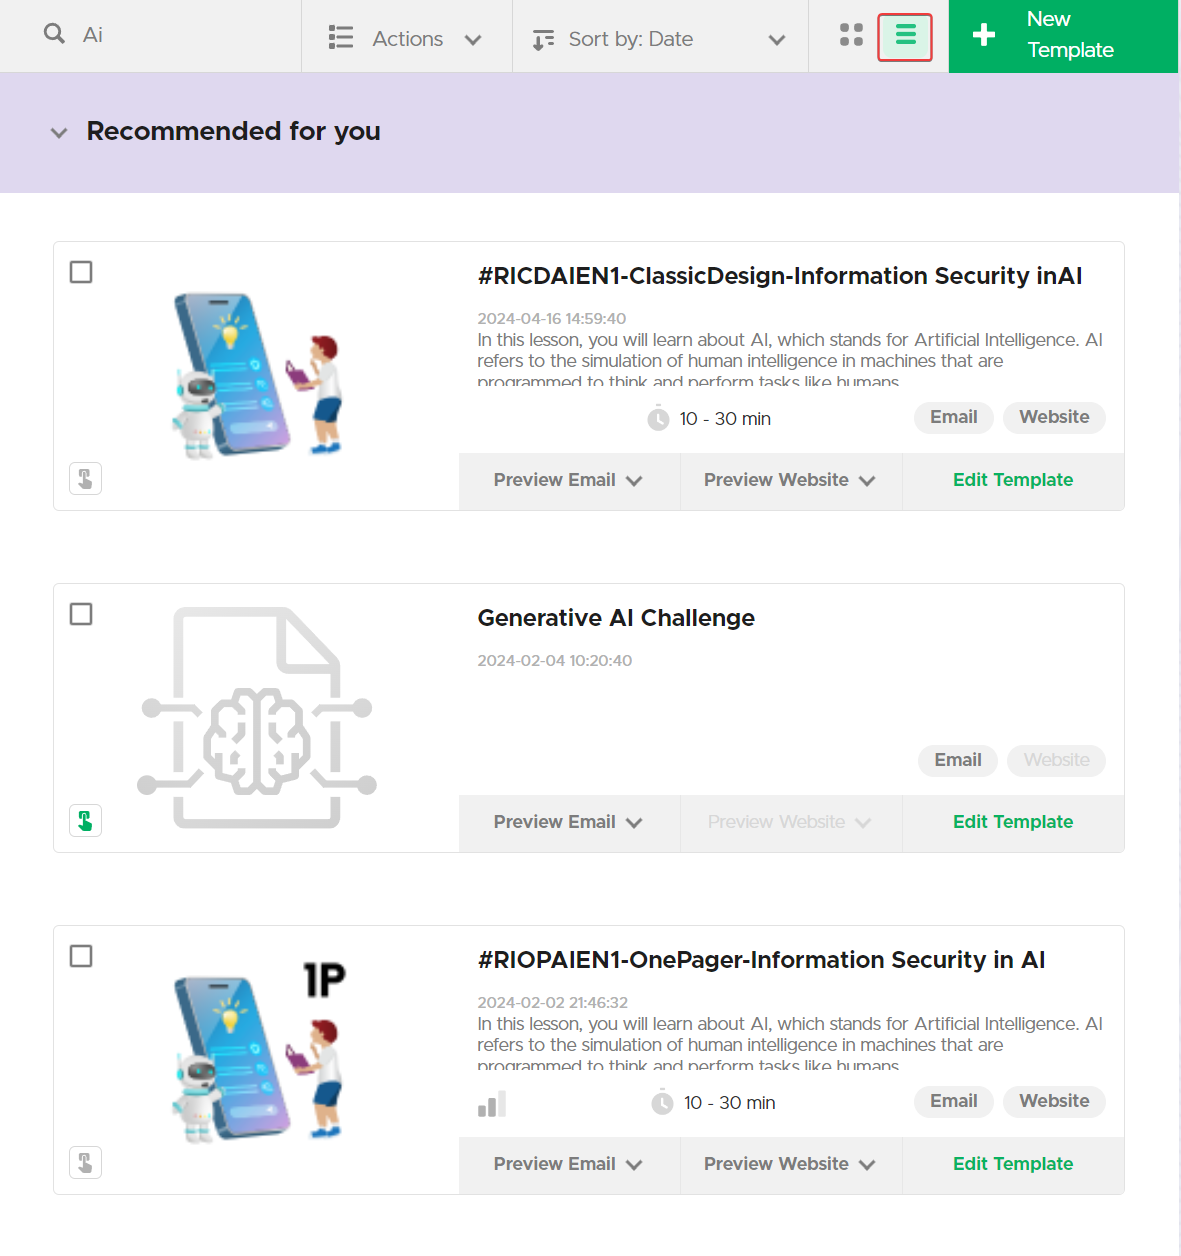 Ai
Actions
Sort by: Date
New
Template
Recommended for you
#RICDAIEN1-ClassicDesign-Information Security inAI
2024-04-16 14:59:40
In this lesson, you will learn about AI, which stands for Artificial Intelligence. AI
refers to the simulation of human intelligence in machines that are
programmed to think and perform tasks like humans.
10 - 30 min
Email
Website
Preview Email
Preview Website
Edit Template
Generative AI Challenge
2024-02-04 10:20:40
Email
Website
Preview Email
Preview Website
Edit Template
1P
#RIOPAIEN1-OnePager-Information Security in AI
2024-02-02 21:46:32
In this lesson, you will learn about AI, which stands for Artificial Intelligence. AI
refers to the simulation of human intelligence in machines that are
programmed to think and perform tasks like humans.
10 - 30 min
Email
Website
Preview Email
Preview Website
Edit Template